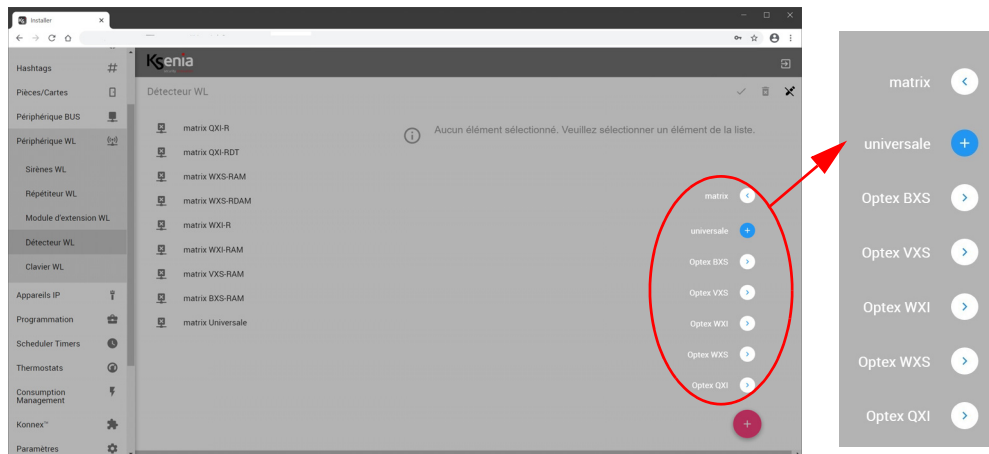 Installer
Ksenia
Hashtags
Pièces/Cartes
Périphérique BUS
Périphérique WL
Sirènes WL
Répétiteur WL
Module d'extension WL
Détecteur WL
Clavier WL
Appareils IP
Programmation
Scheduler Timers
Thermostats
Consumption
Management
Konnex™
Paramètres
Détecteur WL
matrix QXI-R
matrix QXI-RDT
matrix WXS-RAM
matrix WXS-RDAM
matrix WXI-R
matrix WXI-RAM
matrix VXS-RAM
matrix BXS-RAM
matrix Universale
Aucun élément sélectionné. Veuillez sélectionner un élément de la liste.
matrix
universale
Optex BXS
Optex VXS
Optex WXI
Optex WXS
Optex QXI
matrix
universale
Optex BXS
Optex VXS
Optex WXI
Optex WXS
Optex QXI